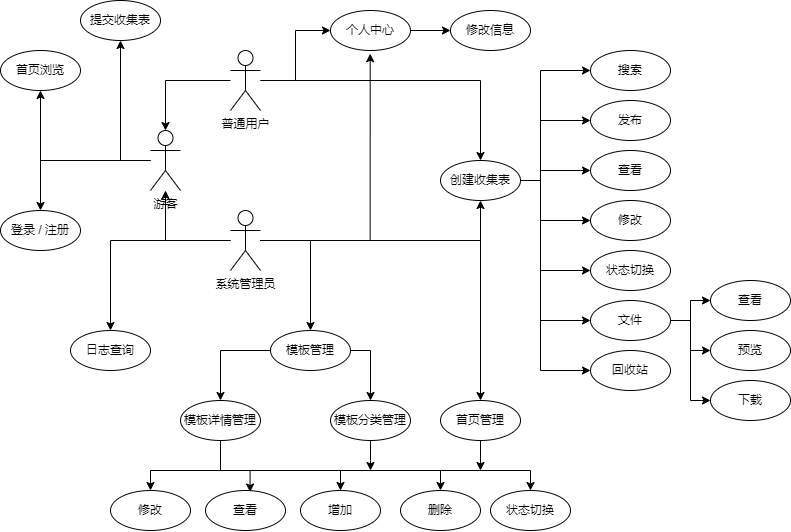 提交收集表
个人中心
修改信息
首页浏览
搜索
普通用户
发布
查看
创建收集表
游客
修改
登录 / 注册
状态切换
系统管理员
查看
文件
日志查询
模板管理
预览
回收站
下载
模板详情管理
模板分类管理
首页管理
修改
查看
增加
删除
状态切换